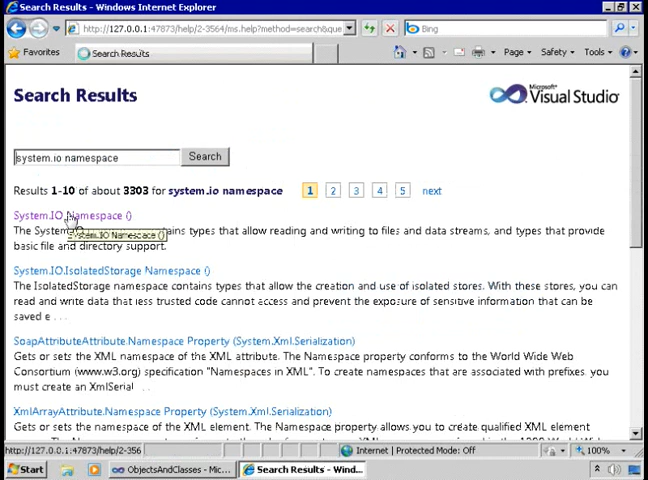 Search Results - Windows Internet Explorer
http://127.0.0.1:47873/help/2-3564/ms.help?method=search&que
Bing
Favorites
Search Results
Page
Safety
Tools
Search Results
Microsoft
Visual Studio
system.io namespace
Search
Results 1-10 of about 3303 for system.io namespace
1 2 3 4 5 next
System.IO Namespace ()
System.IO Namespace ()
The System.IO contains types that allow reading and writing to files and data streams, and types that provide
basic file and directory support.
System.IO.IsolatedStorage Namespace ()
The IsolatedStorage namespace contains types that allow the creation and use of isolated stores. With these stores, you can
read and write data that less trusted code cannot access and prevent the exposure of sensitive information that can be
saved e . . .
SoapAttributeAttribute.Namespace Property (System.Xml.Serialization)
Gets or sets the XML namespace of the XML attribute. The Namespace property conforms to the World Wide Web
Consortium (www.w3.org) specification "Namespaces in XML". To create namespaces that are associated with prefixes, you
must create an XmlSerial . . .
XmlArrayAttribute.Namespace Property (System.Xml.Serialization)
Gets or sets the namespace of the XML element. The Namespace property allows you to create qualified XML element
http://127.0.0.1:47873/help/2-356
Internet | Protected Mode: Off
100%
Start
ObjectsAndClasses - Mic...
Search Results - Wind...